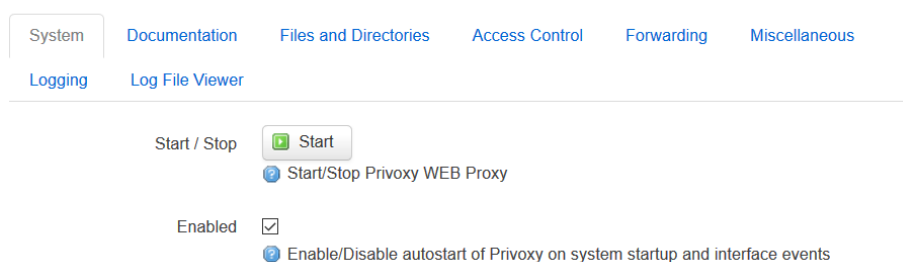 System Documentation Files and Directories Access Control Forwarding Miscellaneous
Logging Log File Viewer
Start / Stop Start
Start/Stop Privoxy WEB Proxy
Enabled
Enable/Disable autostart of Privoxy on system startup and interface events